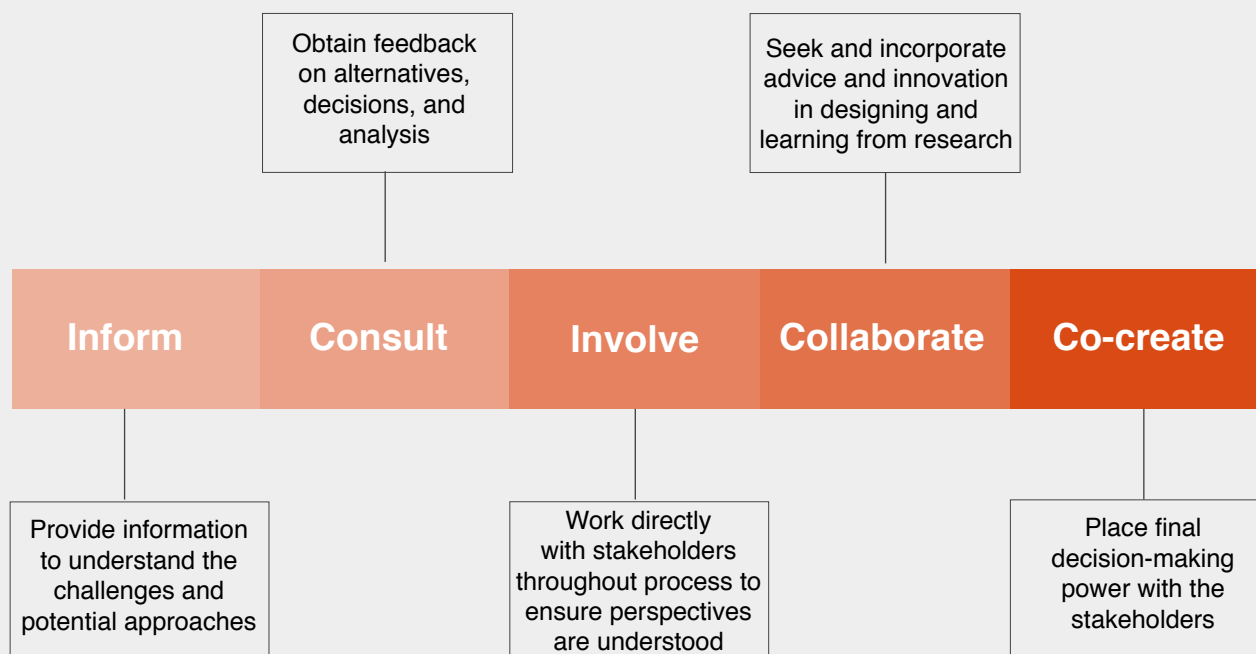 Obtain feedback
on alternatives,
decisions, and
analysis
Seek and incorporate
advice and innovation
in designing and
learning from research
Inform
Consult
Involve
Collaborate
Co-create
Provide information
to understand the
challenges and
potential approaches
Work directly
with stakeholders
throughout process to
ensure perspectives
are understood
Place final
decision-making
power with the
stakeholders